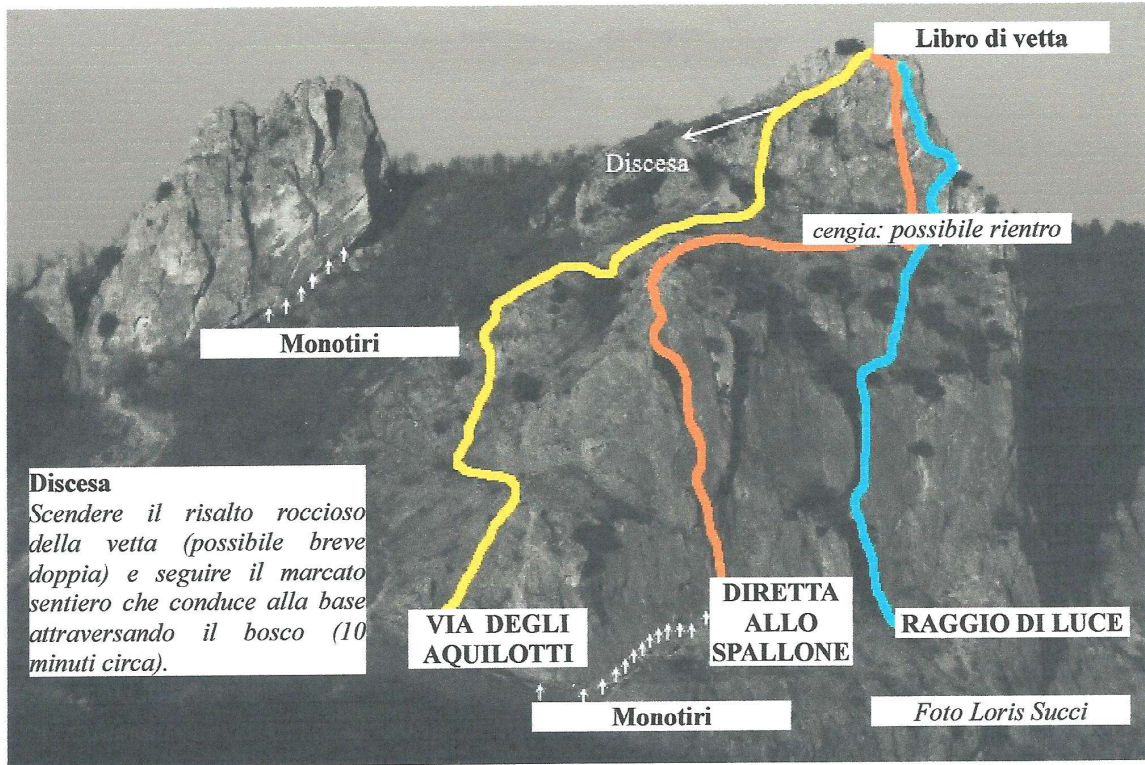 Libro di vetta
Discesa
cengia: possibile rientro
Monotiri
Discesa
Scendere il risalto roccioso
della vetta (possibile breve
doppia) e seguire il marcato
sentiero che conduce alla base
attraversando il bosco (10
minuti circa).
VIA DEGLI
AQUILOTTI
DIRETTA
ALLO
SPALLONE
RAGGIO DI LUCE
Monotiri
Foto Loris Succi